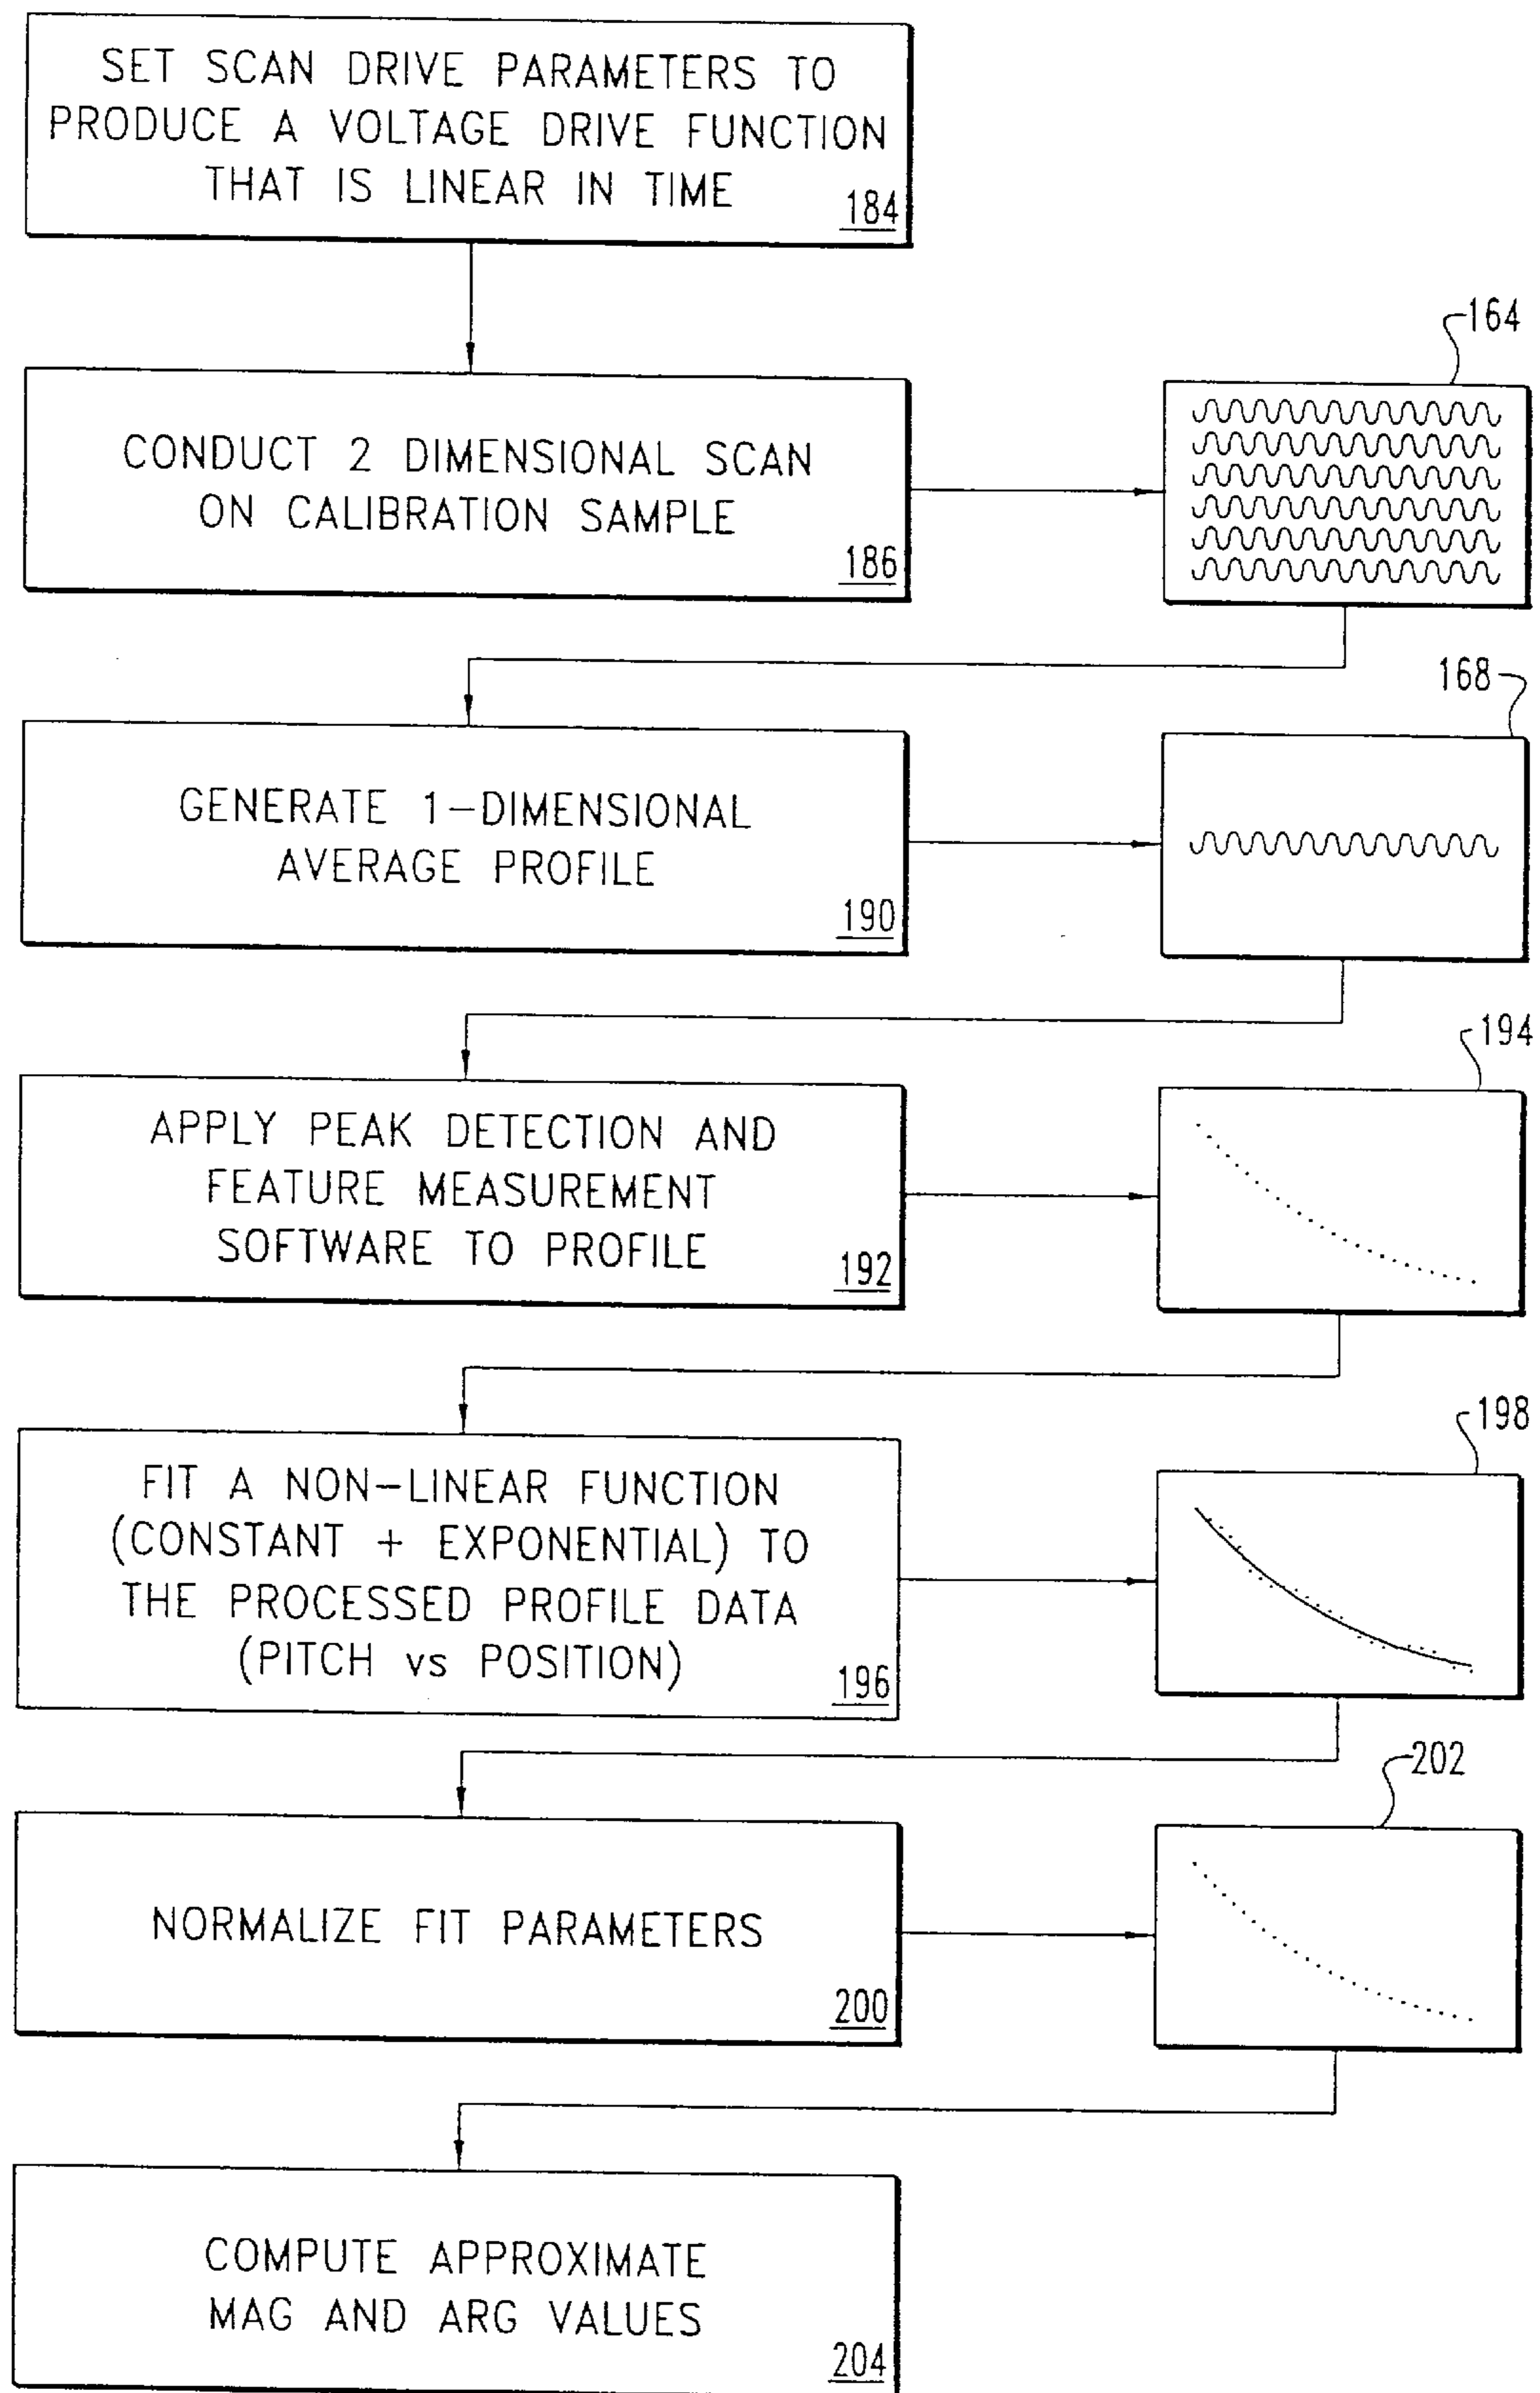 SET SCAN DRIVE PARAMETERS TO
PRODUCE A VOLTAGE DRIVE FUNCTION
THAT IS LINEAR IN TIME
184
164
CONDUCT 2 DIMENSIONAL SCAN
ON CALIBRATION SAMPLE
186
168
GENERATE 1-DIMENSIONAL
AVERAGE PROFILE
190
194
APPLY PEAK DETECTION AND
FEATURE MEASUREMENT
SOFTWARE TO PROFILE
192
198
FIT A NON-LINEAR FUNCTION
(CONSTANT + EXPONENTIAL) TO
THE PROCESSED PROFILE DATA
(PITCH vs POSITION)
196
202
NORMALIZE FIT PARAMETERS
200
COMPUTE APPROXIMATE
MAG AND ARG VALUES
204